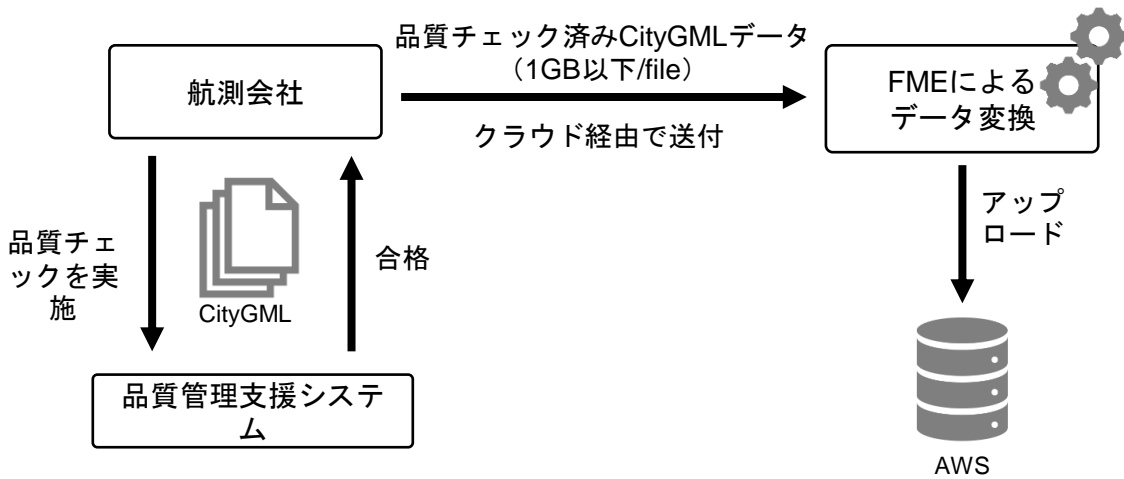 品質チェック済みCityGMLデータ
(1GB以下/file)
航測会社
FMEによる
データ変換
クラウド経由で送付
品質チェ
ックを実
施
CityGML
合格
アップ
ロード
品質管理支援システ
ム
AWS